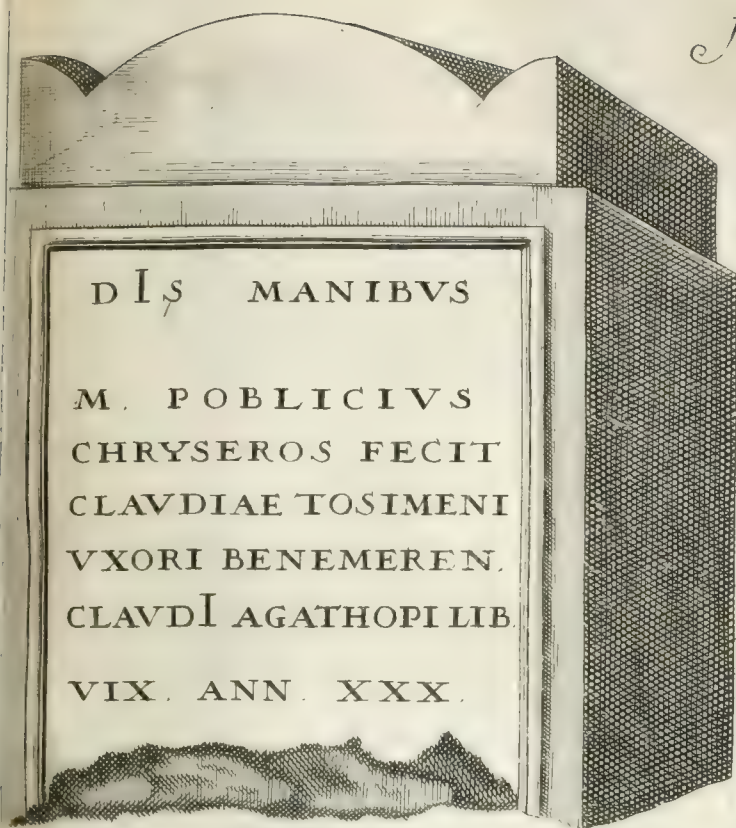 DIS MANIBVS
M. POBLICIVS
CHRYSEROS FECIT
CLAVDIAE TOSIMENI
VXORI BENEMEREN.
CLAVDI AGATHOPI LIB.
VIX. ANN. XXX.